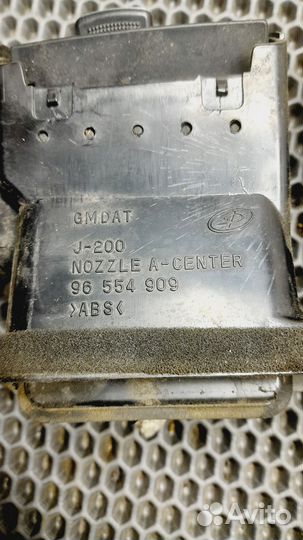 GMDAT
J-200
NOZZLE A-CENTER
96 554 909
>ABS<
Avito